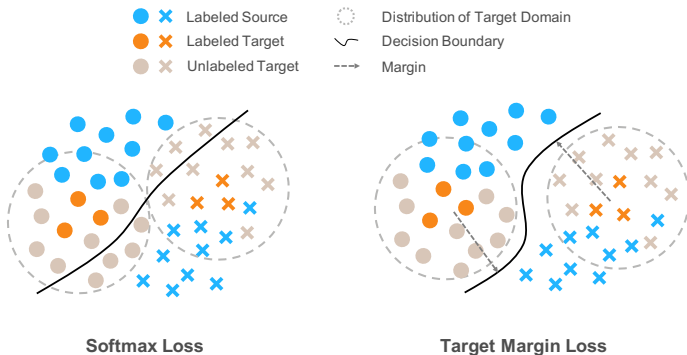 Labeled Source
Distribution of Target Domain
Labeled Target
Decision Boundary
Unlabeled Target
Margin
Softmax Loss
Target Margin Loss